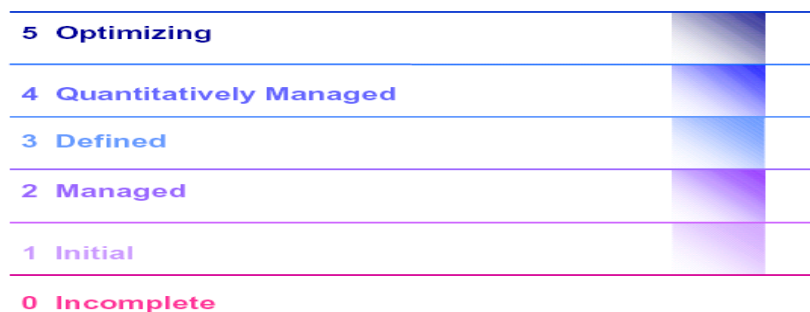 5 Optimizing
4 Quantitatively Managed
3 Defined
2 Managed
1 Initial
0 Incomplete